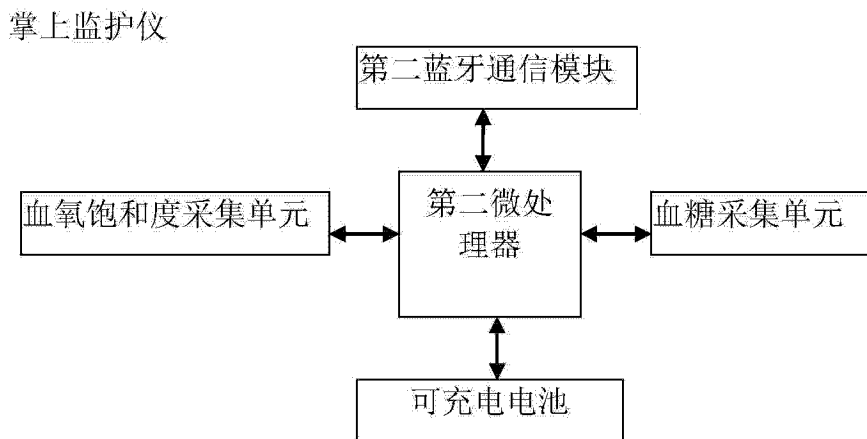 掌上监护仪
第二蓝牙通信模块
血氧饱和度采集单元
第二微处
理器
血糖采集单元
可充电电池